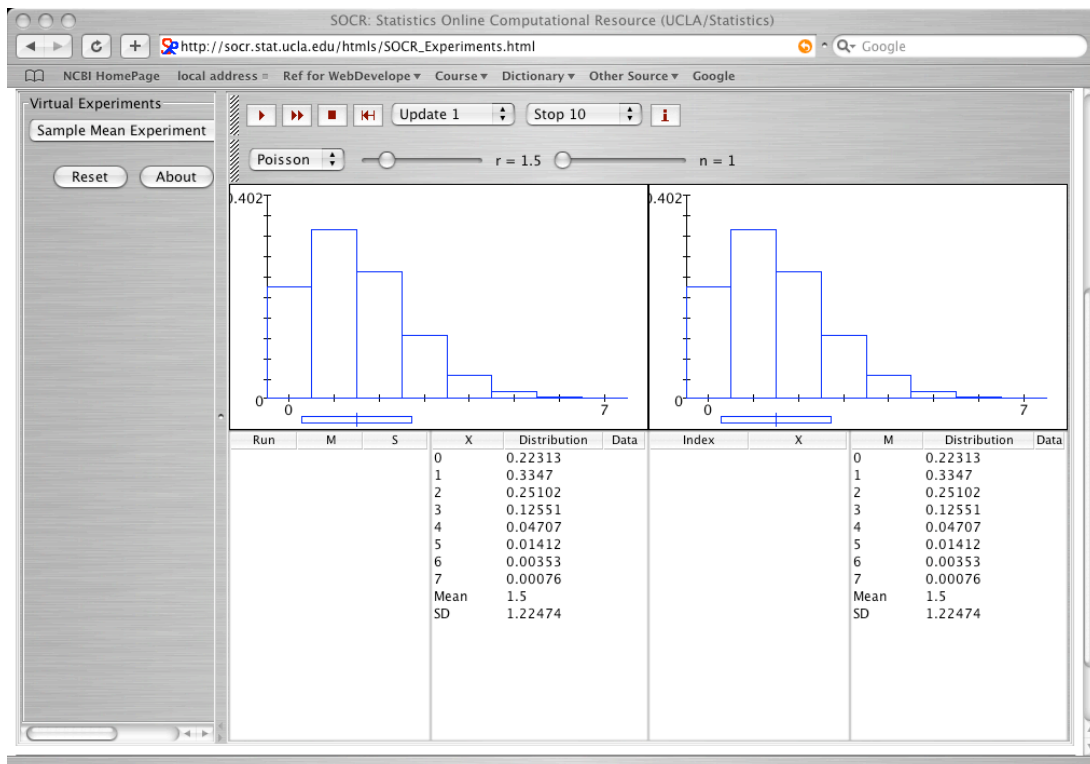 SOCR: Statistics Online Computational Resource (UCLA/Statistics)
http://socr.stat.ucla.edu/htmls/SOCR_Experiments.html
Google
NCBI HomePage local address Ref for WebDevelope Course Dictionary Other Source Google
Virtual Experiments
Sample Mean Experiment
Reset About
Update 1 Stop 10 i
Poisson r = 1.5 n = 1
0.402 0.402
0 0
0 7 0 7
Run M S X Distribution Data Index X M Distribution Data
0 0.22313 0 0.22313
1 0.3347 1 0.3347
2 0.25102 2 0.25102
3 0.12551 3 0.12551
4 0.04707 4 0.04707
5 0.01412 5 0.01412
6 0.00353 6 0.00353
7 0.00076 7 0.00076
Mean 1.5 Mean 1.5
SD 1.22474 SD 1.22474